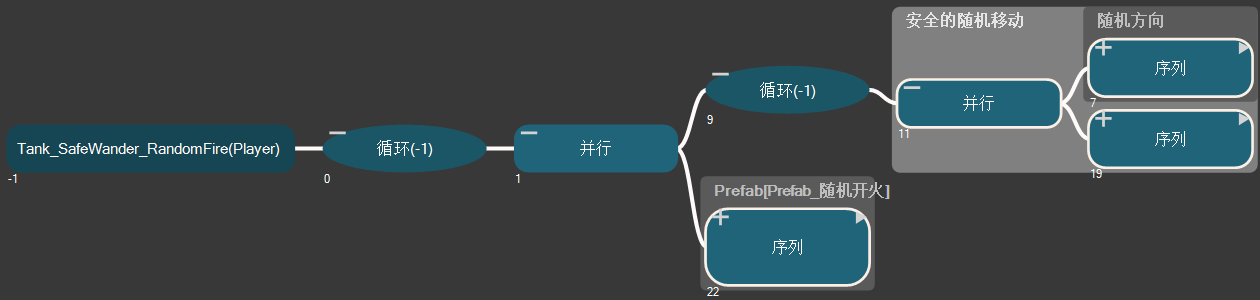 安全的随机移动
随机方向
序列
7
循环(-1)
9
并行
11
序列
19
Tank_SafeWander_RandomFire(Player)
-1
循环(-1)
0
并行
1
Prefab[Prefab_随机开火]
序列
22